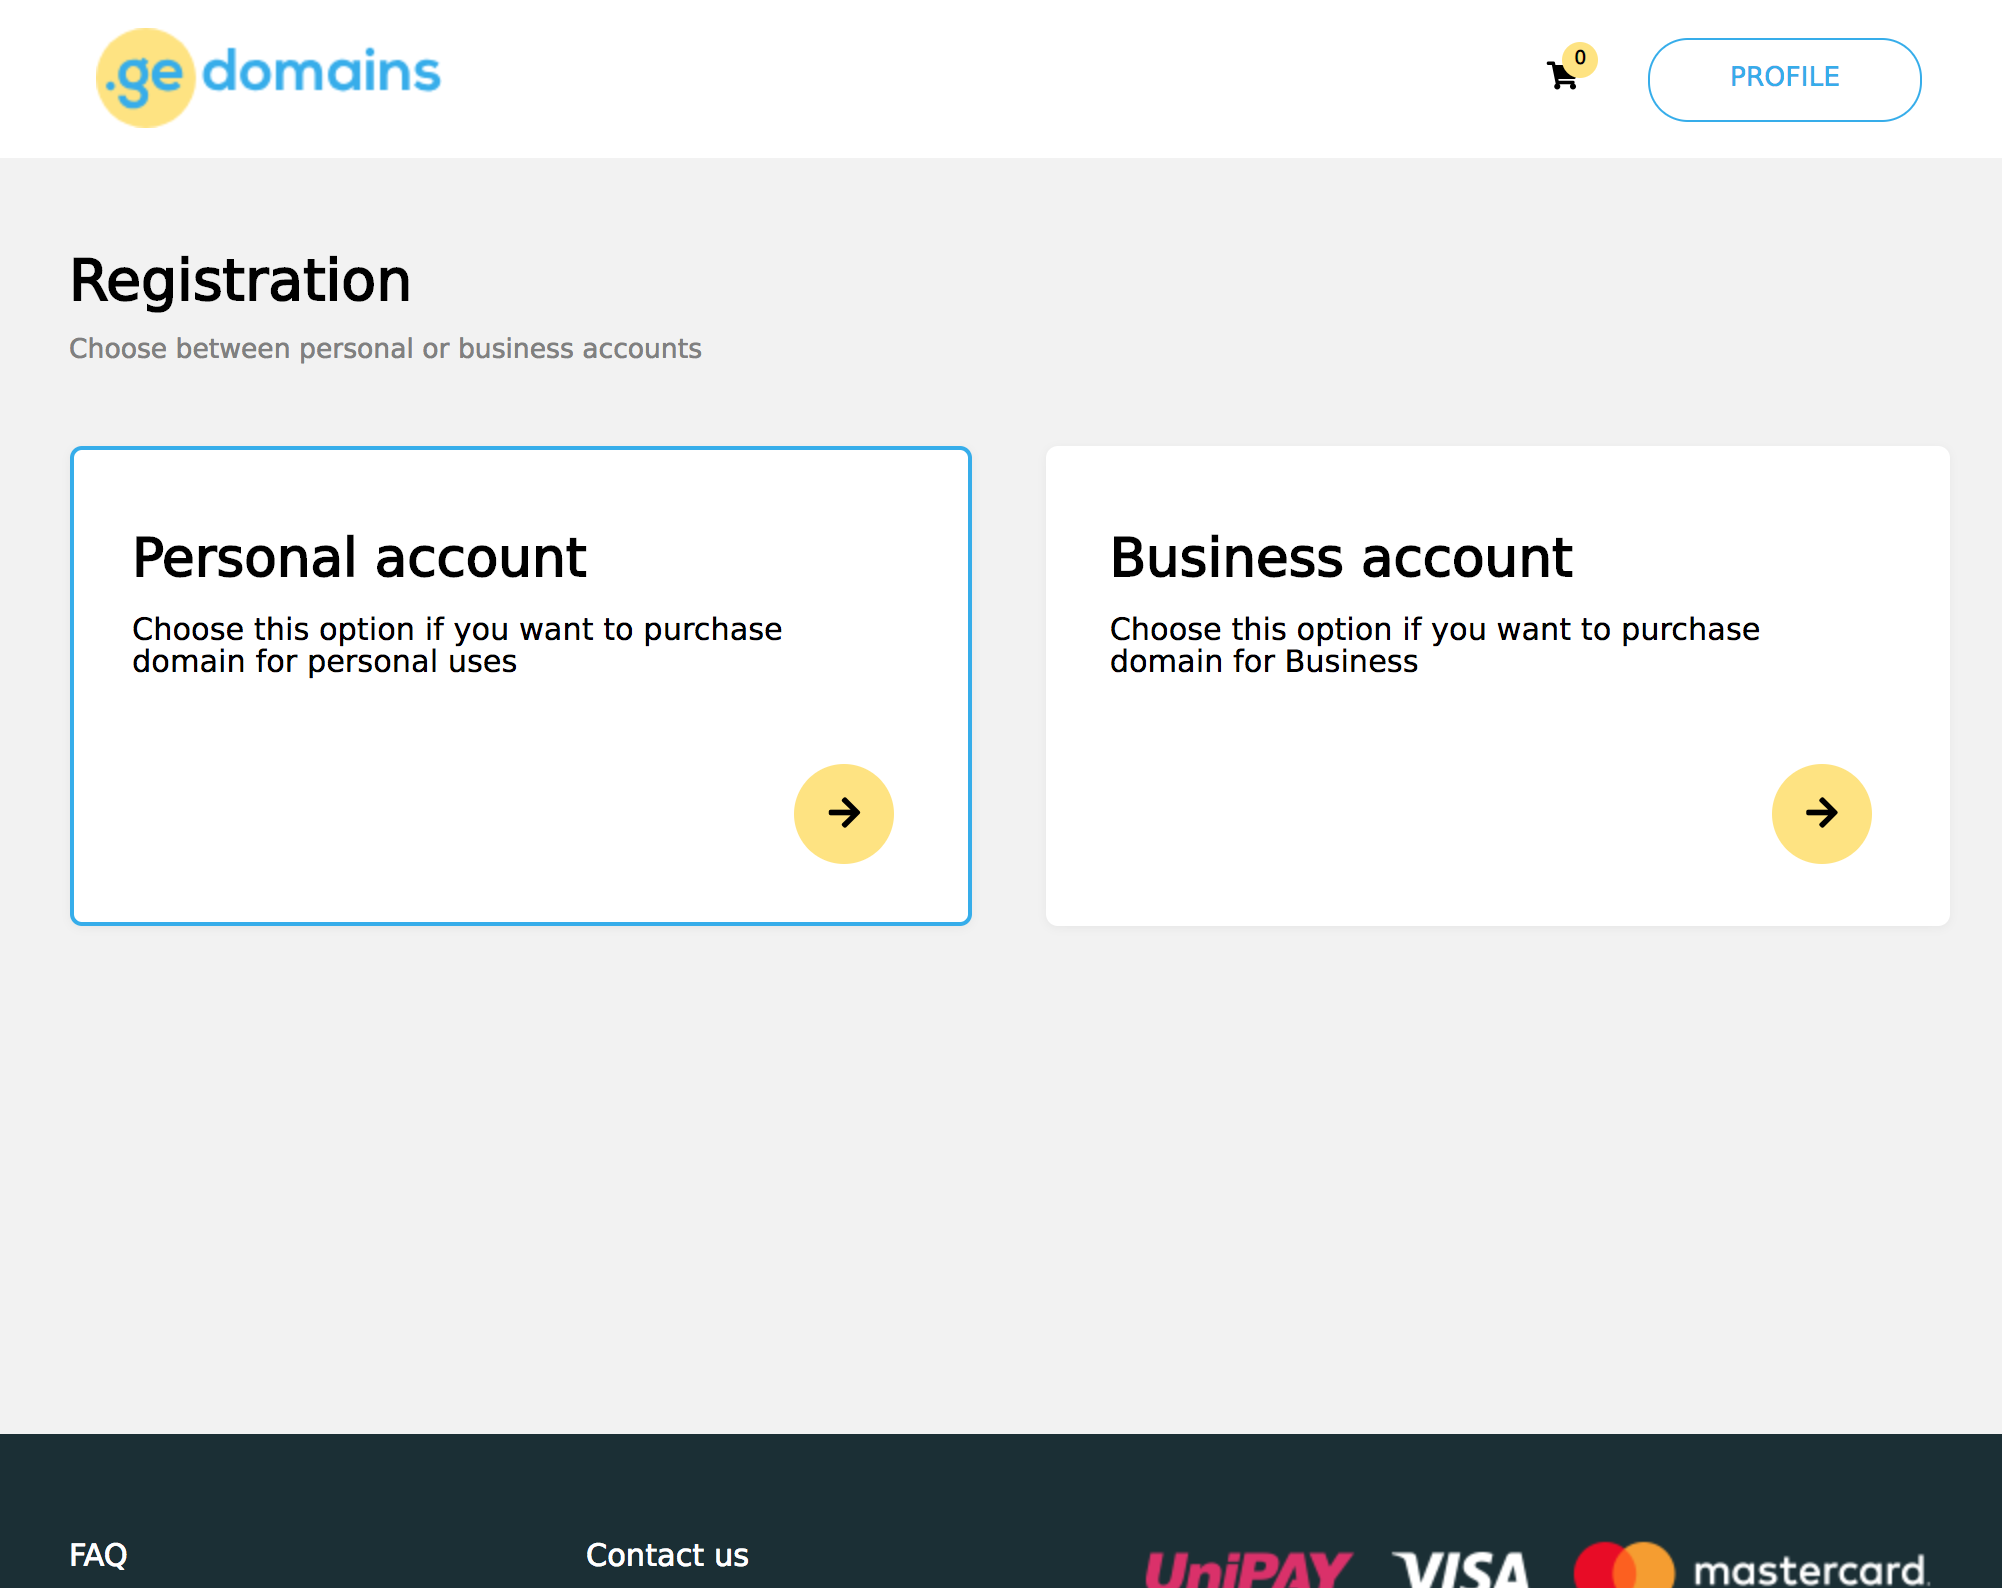 .ge domains
0
PROFILE
Registration
Choose between personal or business accounts
Personal account
Choose this option if you want to purchase
domain for personal uses
Business account
Choose this option if you want to purchase
domain for Business
FAQ
Contact us
UniPAY
VISA
mastercard.